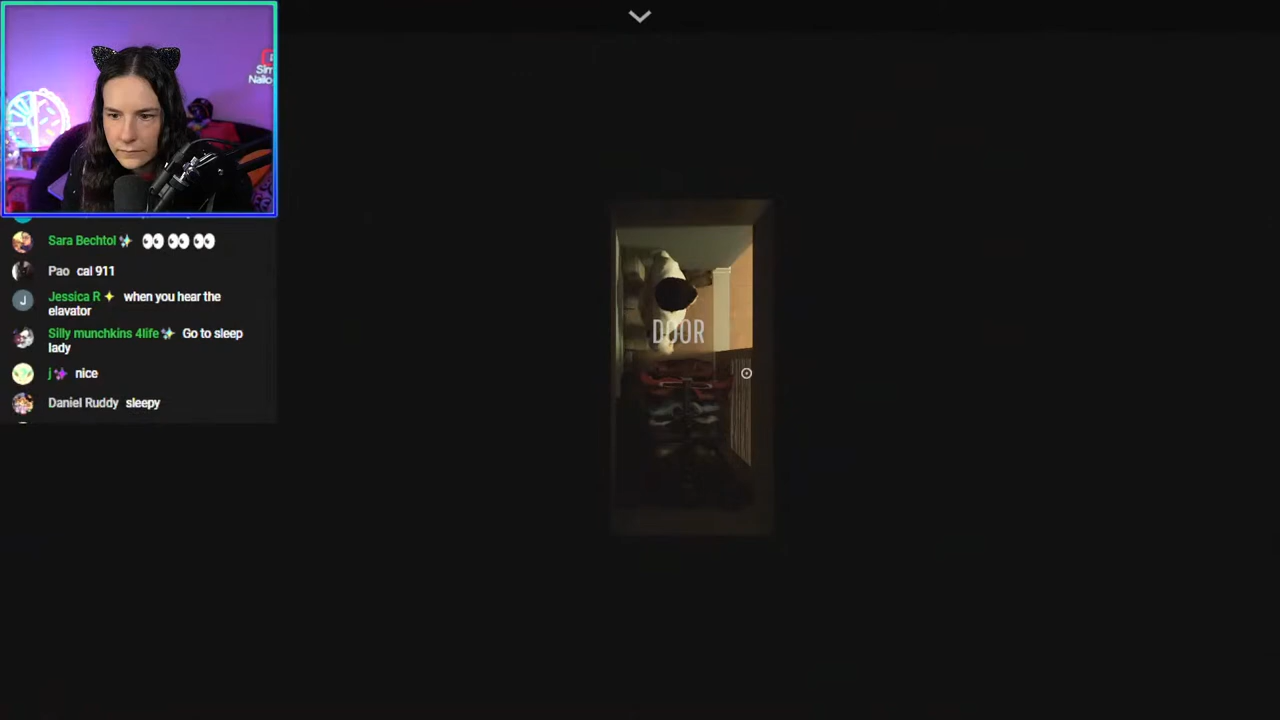 Sara Bechtol
Pao cal 911
Jessica R when you hear the
elavator
Silly munchkins 4life Go to sleep
lady
j nice
Daniel Ruddy sleepy
DOOR